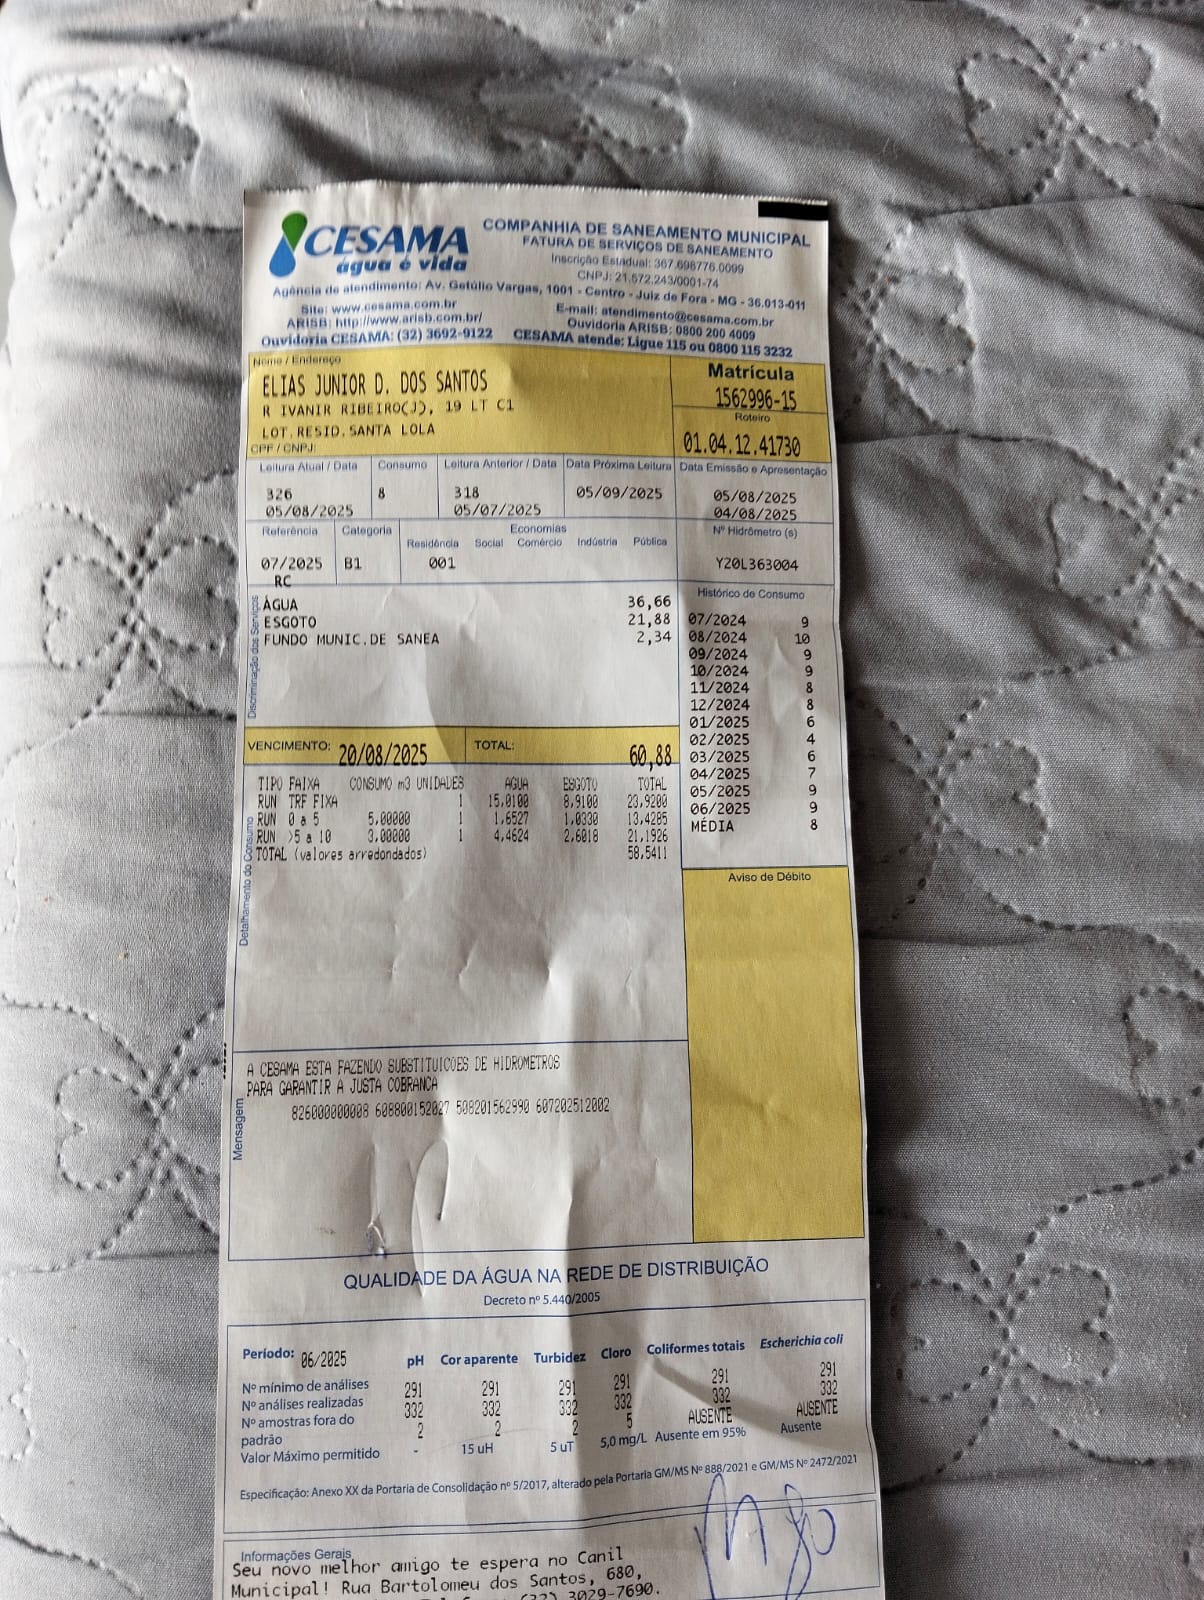 CESAMA
água é vida
COMPANHIA DE SANEAMENTO MUNICIPAL
FATURA DE SERVIÇOS DE SANEAMENTO
Inscrição Estadual: 367.698776.0099
CNPJ: 21.572.243/0001-74
Agência de atendimento: Av. Getúlio Vargas, 1001 - Centro - Juiz de Fora - MG - 36.013-011
Site: www.cesama.com.br E-mail: atendimento@cesama.com.br
ARISB: http://www.arisb.com.br/ Ouvidoria ARISB: 0800 200 4009
Ouvidoria CESAMA: (32) 3692-9122 CESAMA atende: Ligue 115 ou 0800 115 3232
Nome / Endereço
ELIAS JUNIOR D. DOS SANTOS
R IVANIR RIBEIRO(J), 19 LT C1
LOT.RESID.SANTA LOLA
CPF / CNPJ:
Matrícula
1562996-15
Roteiro
01.04.12.41730
Leitura Atual / Data Consumo Leitura Anterior / Data Data Próxima Leitura Data Emissão e Apresentação
326 8 318 05/09/2025 05/08/2025
05/08/2025 05/07/2025 04/08/2025
Referência Categoria Economias Nº Hidrômetro (s)
Residência Social Comércio Indústria Pública
07/2025 B1 001 Y20L363004
RC
Discriminação dos Serviços
ÁGUA 36,66
ESGOTO 21,88
FUNDO MUNIC.DE SANEA 2,34
Histórico de Consumo
07/2024 9
08/2024 10
09/2024 9
10/2024 9
11/2024 8
12/2024 8
01/2025 6
02/2025 4
03/2025 6
04/2025 7
05/2025 9
06/2025 9
MÉDIA 8
VENCIMENTO: 20/08/2025 TOTAL: 60,88
Detalhamento do Consumo
TIPO FAIXA CONSUMO m3 UNIDADES AGUA ESGOTO TOTAL
RUN TRF FIXA 1 15,0100 8,9100 23,9200
RUN 0 a 5 5,00000 1 1,6527 1,0330 13,4285
RUN >5 a 10 3,00000 1 4,4624 2,6018 21,1926
TOTAL (valores arredondados) 58,5411
Aviso de Débito
Mensagem
A CESAMA ESTA FAZENDO SUBSTITUICOES DE HIDROMETROS
PARA GARANTIR A JUSTA COBRANCA
826000000008 608800152027 508201562990 607202512002
QUALIDADE DA ÁGUA NA REDE DE DISTRIBUIÇÃO
Decreto nº 5.440/2005
Período: 06/2025 pH Cor aparente Turbidez Cloro Coliformes totais Escherichia coli
Nº mínimo de análises 291 291 291 291 291 291
Nº análises realizadas 332 332 332 332 332 332
Nº amostras fora do padrão 2 2 2 5 AUSENTE AUSENTE
Valor Máximo permitido - 15 uH 5 uT 5,0 mg/L Ausente em 95% Ausente
Especificação: Anexo XX da Portaria de Consolidação nº 5/2017, alterado pela Portaria GM/MS Nº 888/2021 e GM/MS Nº 2472/2021
Informações Gerais
Seu novo melhor amigo te espera no Canil
Municipal! Rua Bartolomeu dos Santos, 680,
(32) 3029-7690.